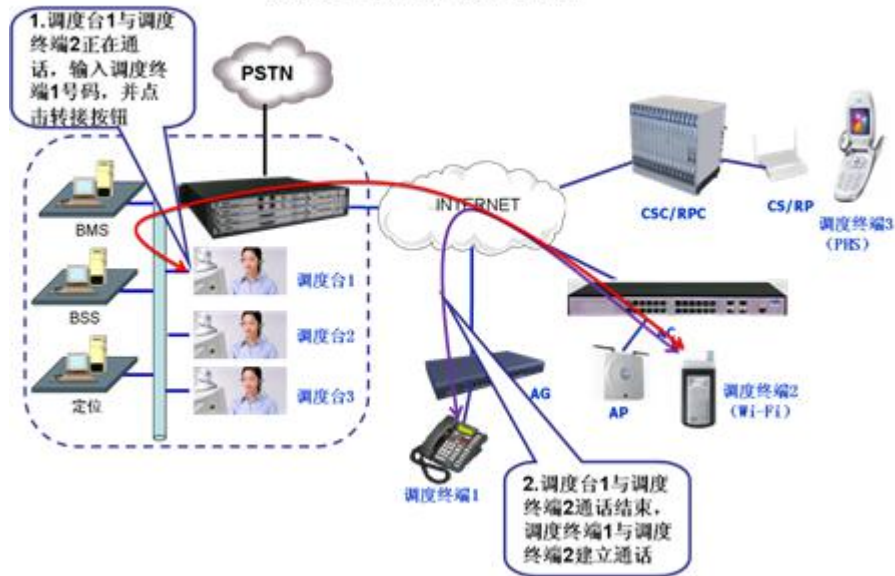 1.调度台1与调度
终端2正在通
话，输入调度终
端1号码，并点
击转接按钮
PSTN
BMS
BSS
定位
调度台1
调度台2
调度台3
INTERNET
CSC/RPC
CS/RP
调度终端3
（PHS）
AC
AG
AP
调度终端2
（Wi-Fi）
调度终端1
2.调度台1与调度
终端2通话结束，
调度终端1与调度
终端2建立通话